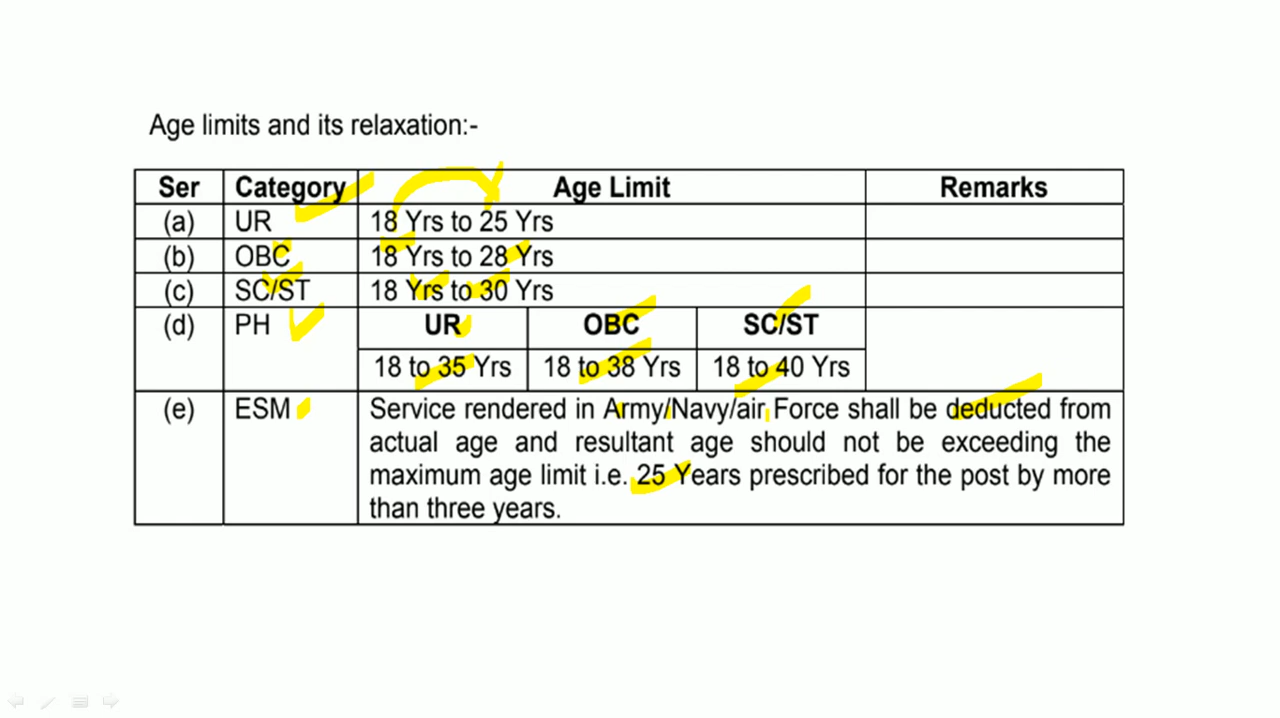 Age limits and its relaxation:-
Ser Category Age Limit Remarks
(a) UR 18 Yrs to 25 Yrs
(b) OBC 18 Yrs to 28 Yrs
(c) SC/ST 18 Yrs to 30 Yrs
(d) PH UR OBC SC/ST
18 to 35 Yrs 18 to 38 Yrs 18 to 40 Yrs
(e) ESM Service rendered in Army/Navy/air Force shall be deducted from
actual age and resultant age should not be exceeding the
maximum age limit i.e. 25 Years prescribed for the post by more
than three years.